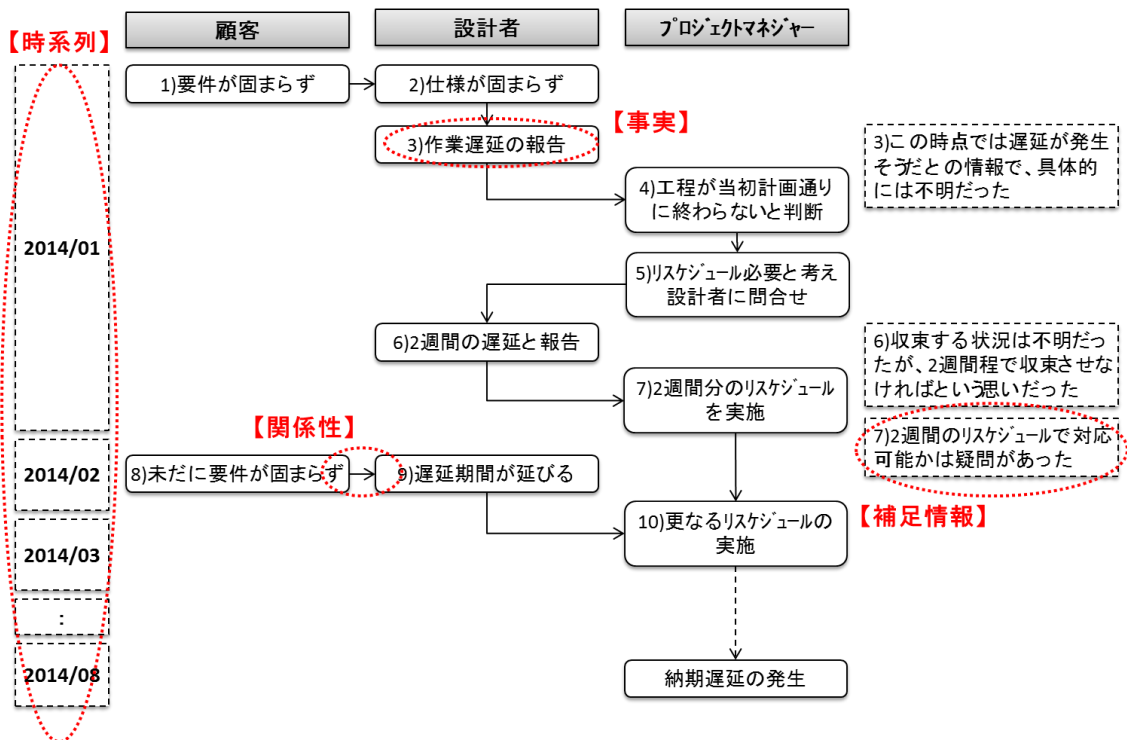 【時系列】
顧客
設計者
プロジェクトマネジャー
1)要件が固まらず
2)仕様が固まらず
【事実】
3)作業遅延の報告
3)この時点では遅延が発生
そうだとの情報で、具体的
には不明だった
4)工程が当初計画通り
に終わらないと判断
2014/01
5)リスケジュール必要と考え
設計者に問合せ
6)2週間の遅延と報告
6)収束する状況は不明だっ
たが、2週間程で収束させな
ければという思いだった
7)2週間分のリスケジュール
を実施
【関係性】
7)2週間のリスケジュールで対応
可能かは疑問があった
2014/02
8)未だに要件が固まらず
9)遅延期間が延びる
【補足情報】
10)更なるリスケジュールの
実施
2014/03
:
2014/08
納期遅延の発生